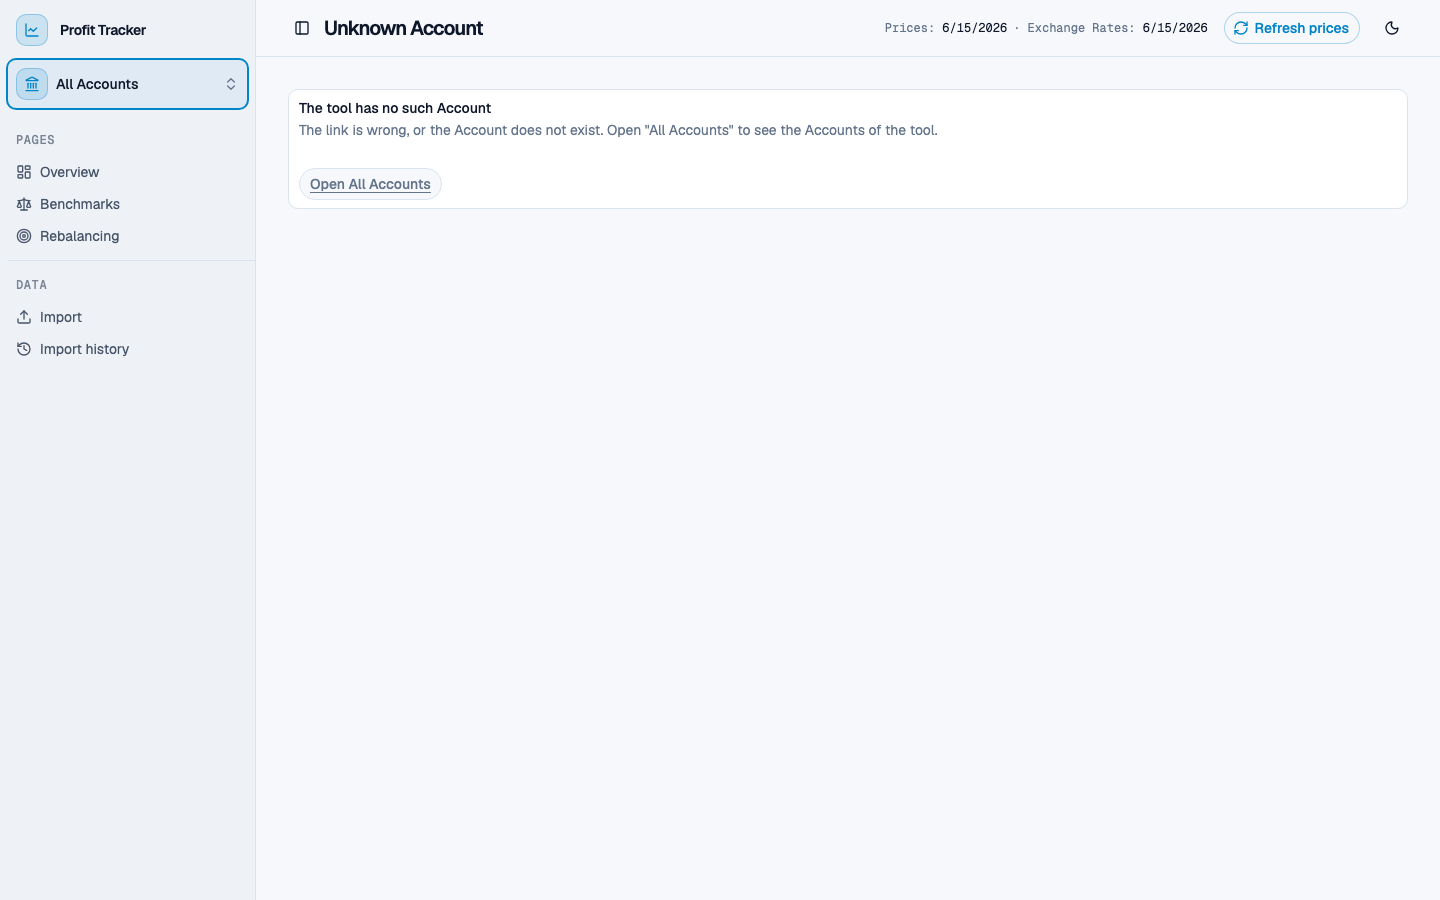 Profit Tracker
All Accounts
PAGES
Overview
Benchmarks
Rebalancing
DATA
Import
Import history
Unknown Account
Prices: 6/15/2026 · Exchange Rates: 6/15/2026
Refresh prices
The tool has no such Account
The link is wrong, or the Account does not exist. Open "All Accounts" to see the Accounts of the tool.
Open All Accounts